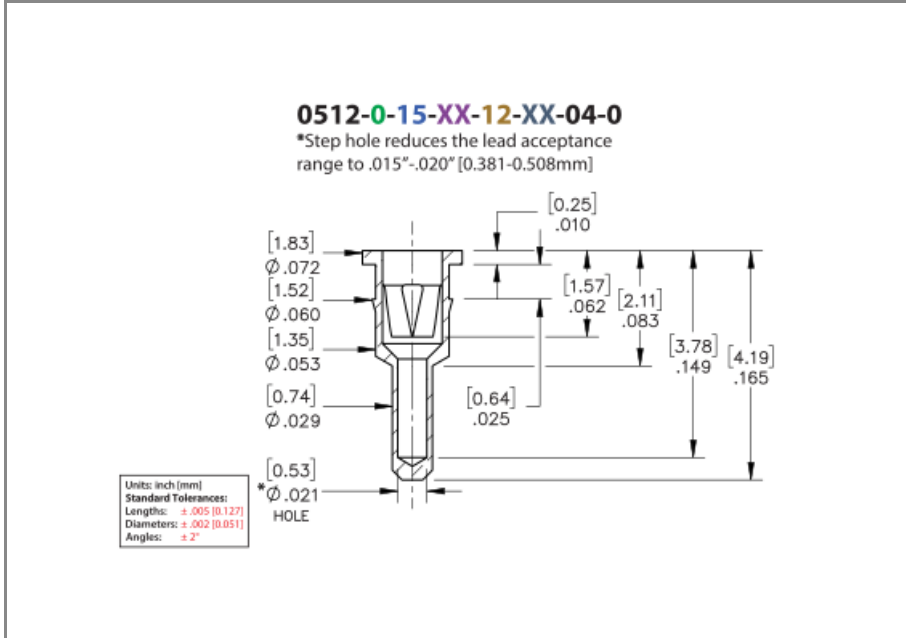 0512-0-15-XX-12-XX-04-0
*Step hole reduces the lead acceptance
range to .015"-.020" [0.381-0.508mm]
[0.25]
.010
[1.83]
Ø.072
[1.52]
Ø.060
[1.35]
Ø.053
[0.74]
Ø.029
[0.53]
*Ø.021
HOLE
[1.57]
.062
[2.11]
.083
[3.78]
.149
[4.19]
.165
[0.64]
.025
Units: inch [mm]
Standard Tolerances:
Lengths: ± .005 [0.127]
Diameters: ± .002 [0.051]
Angles: ± 2°